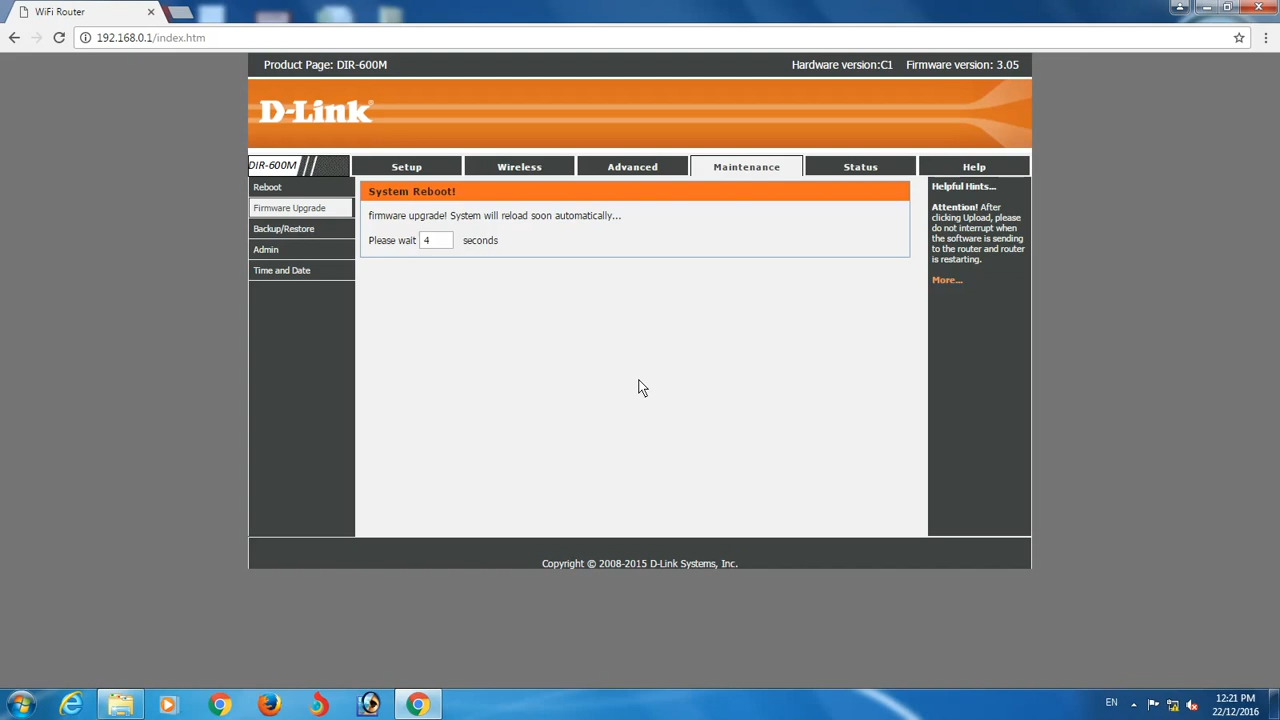 WiFi Router
192.168.0.1/index.htm
Product Page: DIR-600M
Hardware version:C1
Firmware version: 3.05
D-Link®
DIR-600M
Setup
Wireless
Advanced
Maintenance
Status
Help
Reboot
Firmware Upgrade
Backup/Restore
Admin
Time and Date
System Reboot!
firmware upgrade! System will reload soon automatically...
Please wait 4 seconds
Helpful Hints...
Attention! After
clicking Upload, please
do not interrupt when
the software is sending
to the router and router
is restarting.
More...
Copyright © 2008-2015 D-Link Systems, Inc.
EN
12:21 PM
22/12/2016